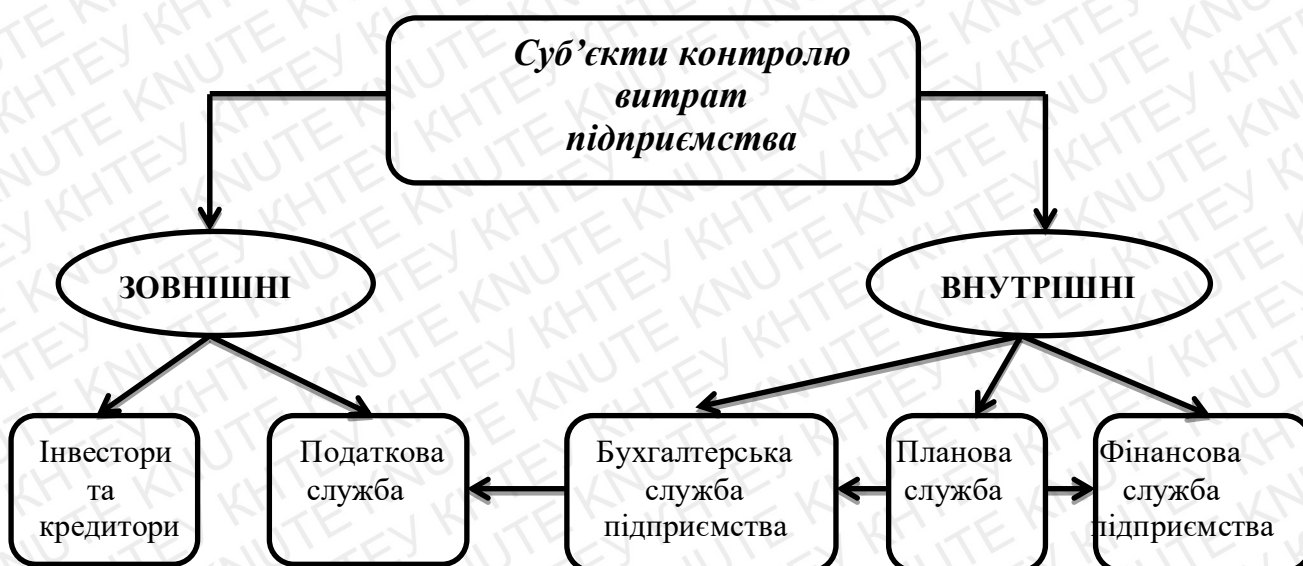 Суб’єкти контролю
витрат
підприємства
ЗОВНІШНІ
ВНУТРІШНІ
Інвестори
та
кредитори
Податкова
служба
Бухгалтерська
служба
підприємства
Планова
служба
Фінансова
служба
підприємства